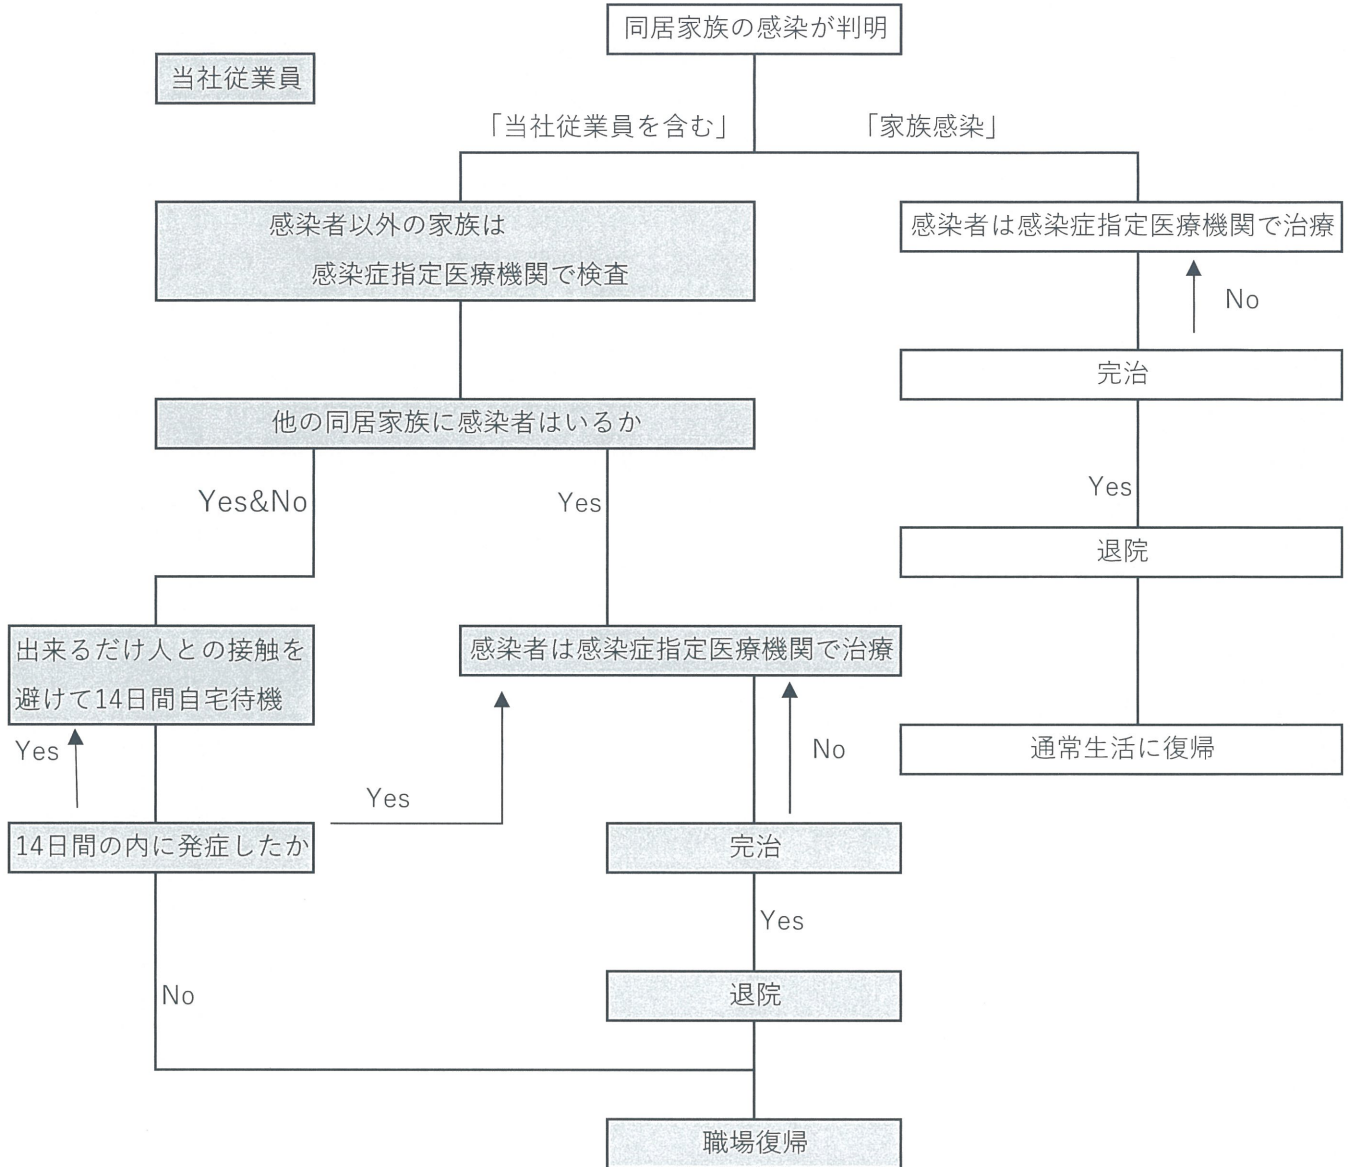 同居家族の感染が判明
当社従業員
「当社従業員を含む」
「家族感染」
感染者以外の家族は
感染症指定医療機関で検査
感染者は感染症指定医療機関で治療
No
完治
他の同居家族に感染者はいるか
Yes&No
Yes
Yes
退院
出来るだけ人との接触を
避けて14日間自宅待機
感染者は感染症指定医療機関で治療
通常生活に復帰
Yes
No
Yes
14日間の内に発症したか
完治
Yes
No
退院
職場復帰